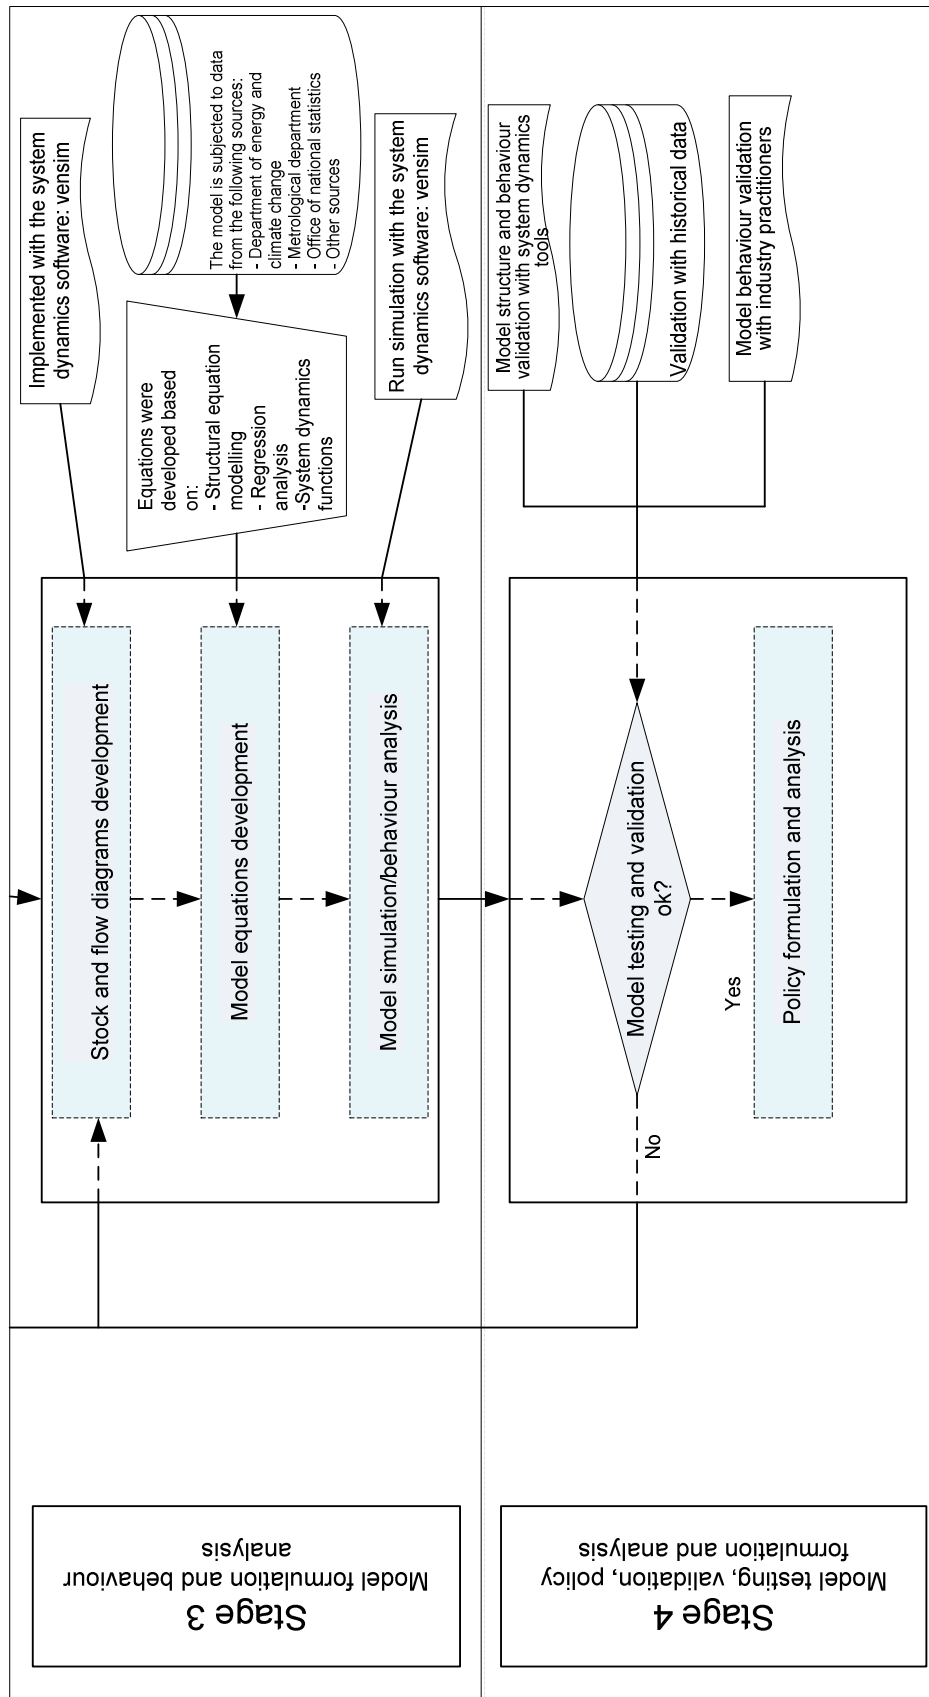 Stage 3
Model formulation and behaviour
analysis
Implemented with the system
dynamics software: vensim
Stock and flow diagrams development
The model is subjected to data
from the following sources:
- Department of energy and
climate change
- Metrological department
- Office of national statistics
- Other sources
Equations were
developed based
on:
- Structural equation
modelling
- Regression
analysis
-System dynamics
functions
Model equations development
Run simulation with the system
dynamics software: vensim
Model simulation/behaviour analysis
Stage 4
Model testing, validation, policy
formulation and analysis
Model structure and behaviour
validation with system dynamics
tools
Validation with historical data
Model behaviour validation
with industry practitioners
Model testing and validation
ok?
No
Yes
Policy formulation and analysis